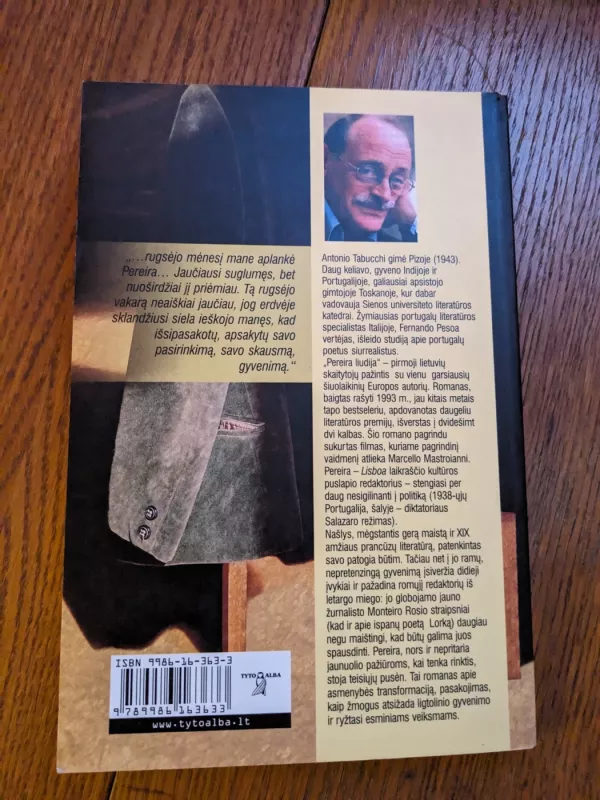 „…rugsėjo mėnesį mane aplankė
Pereira… Jaučiausi suglumęs, bet
nuoširdžiai jį priėmiau. Tą rugsėjo
vakarą neaiškiai jaučiau, jog erdvėje
sklandžiusi siela ieškojo manęs, kad
išsipasakotų, apsakytų savo
pasirinkimą, savo skausmą,
gyvenimą.“
Antonio Tabucchi gimė Pizoje (1943).
Daug keliavo, gyveno Indijoje ir
Portugalijoje, galiausiai apsistojo
gimtojoje Toskanoje, kur dabar
vadovauja Sienos universiteto literatūros
katedrai. Žymiausias portugalų literatūros
specialistas Italijoje, Fernando Pesoa
vertėjas, išleido studiją apie portugalų
poetus siurrealistus.
„Pereira liudija“ – pirmoji lietuvių
skaitytojų pažintis su vienu garsiausių
šiuolaikinių Europos autorių. Romanas,
baigtas rašyti 1993 m., jau kitais metais
tapo bestseleriu, apdovanotas daugeliu
literatūros premijų, išverstas į dvidešimt
dvi kalbas. Šio romano pagrindu
sukurtas filmas, kuriame pagrindinį
vaidmenį atlieka Marcello Mastroianni.
Pereira – Lisboa laikraščio kultūros
puslapio redaktorius – stengiasi per
daug nesigilinanti į politiką (1938-ųjų
Portugalija, šalyje – diktatoriaus
Salazaro režimas).
Našlys, mėgstantis gerą maistą ir XIX
amžiaus prancūzų literatūrą, patenkintas
savo patogia būtim. Tačiau net į jo ramų,
nepretenzingą gyvenimą įsiveržia didieji
įvykiai ir pažadina romųjį redaktorių iš
letargo miego: jo globojamo jauno
žurnalisto Monteiro Rosio straipsniai
(kad ir apie ispanų poetą Lorką) daugiau
negu maištingi, kad būtų galima juos
spausdinti. Pereira, nors ir nepritaria
jaunuolio pažiūroms, kai tenka rinktis,
stoja teisiųjų pusėn. Tai romanas apie
asmenybės transformaciją, pasakojimas,
kaip žmogus atsižada ligtolinio gyvenimo
ir ryžtasi esminiams veiksmams.
ISBN 9986-16-363-3
TYTO ALBA
9 789986 163633
www.tytoalba.lt